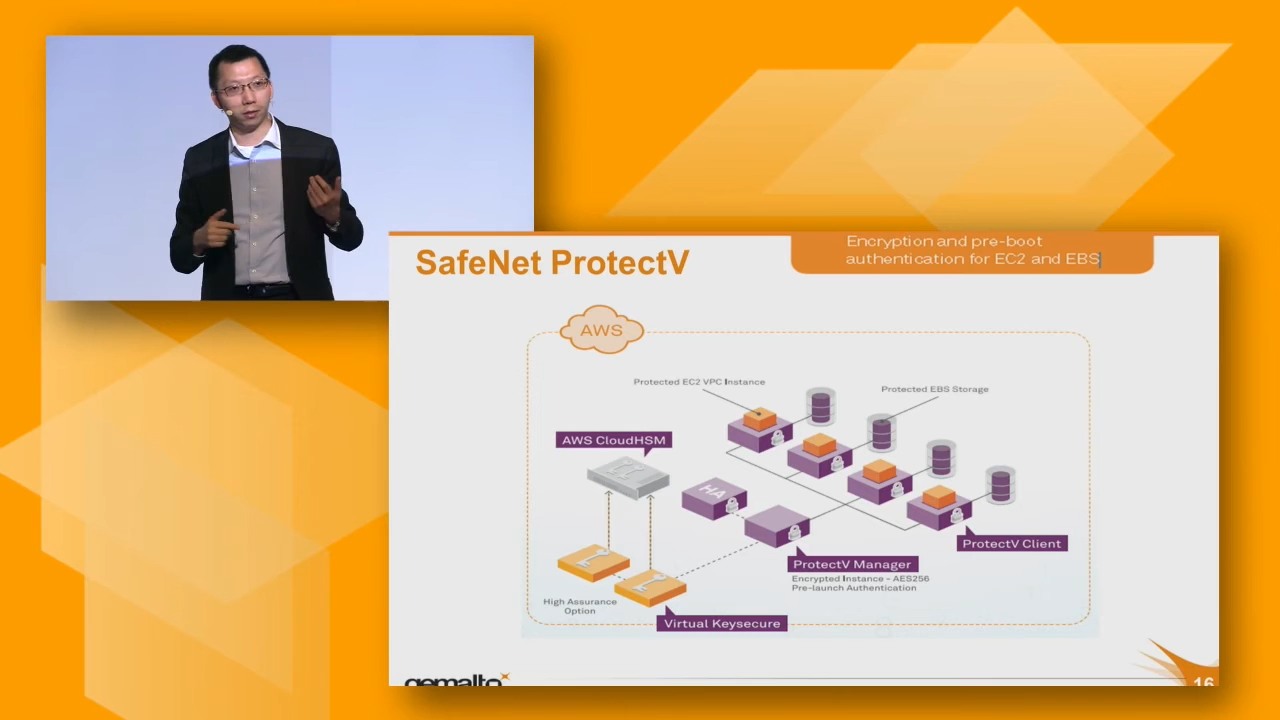 SafeNet ProtectV
Encryption and pre-boot
authentication for EC2 and EBS
AWS
Protected EC2 VPC Instance
Protected EBS Storage
AWS CloudHSM
HA
ProtectV Client
ProtectV Manager
Encrypted Instance - AES256
Pre-launch Authentication
High Assurance
Option
Virtual Keysecure
gemalto
16